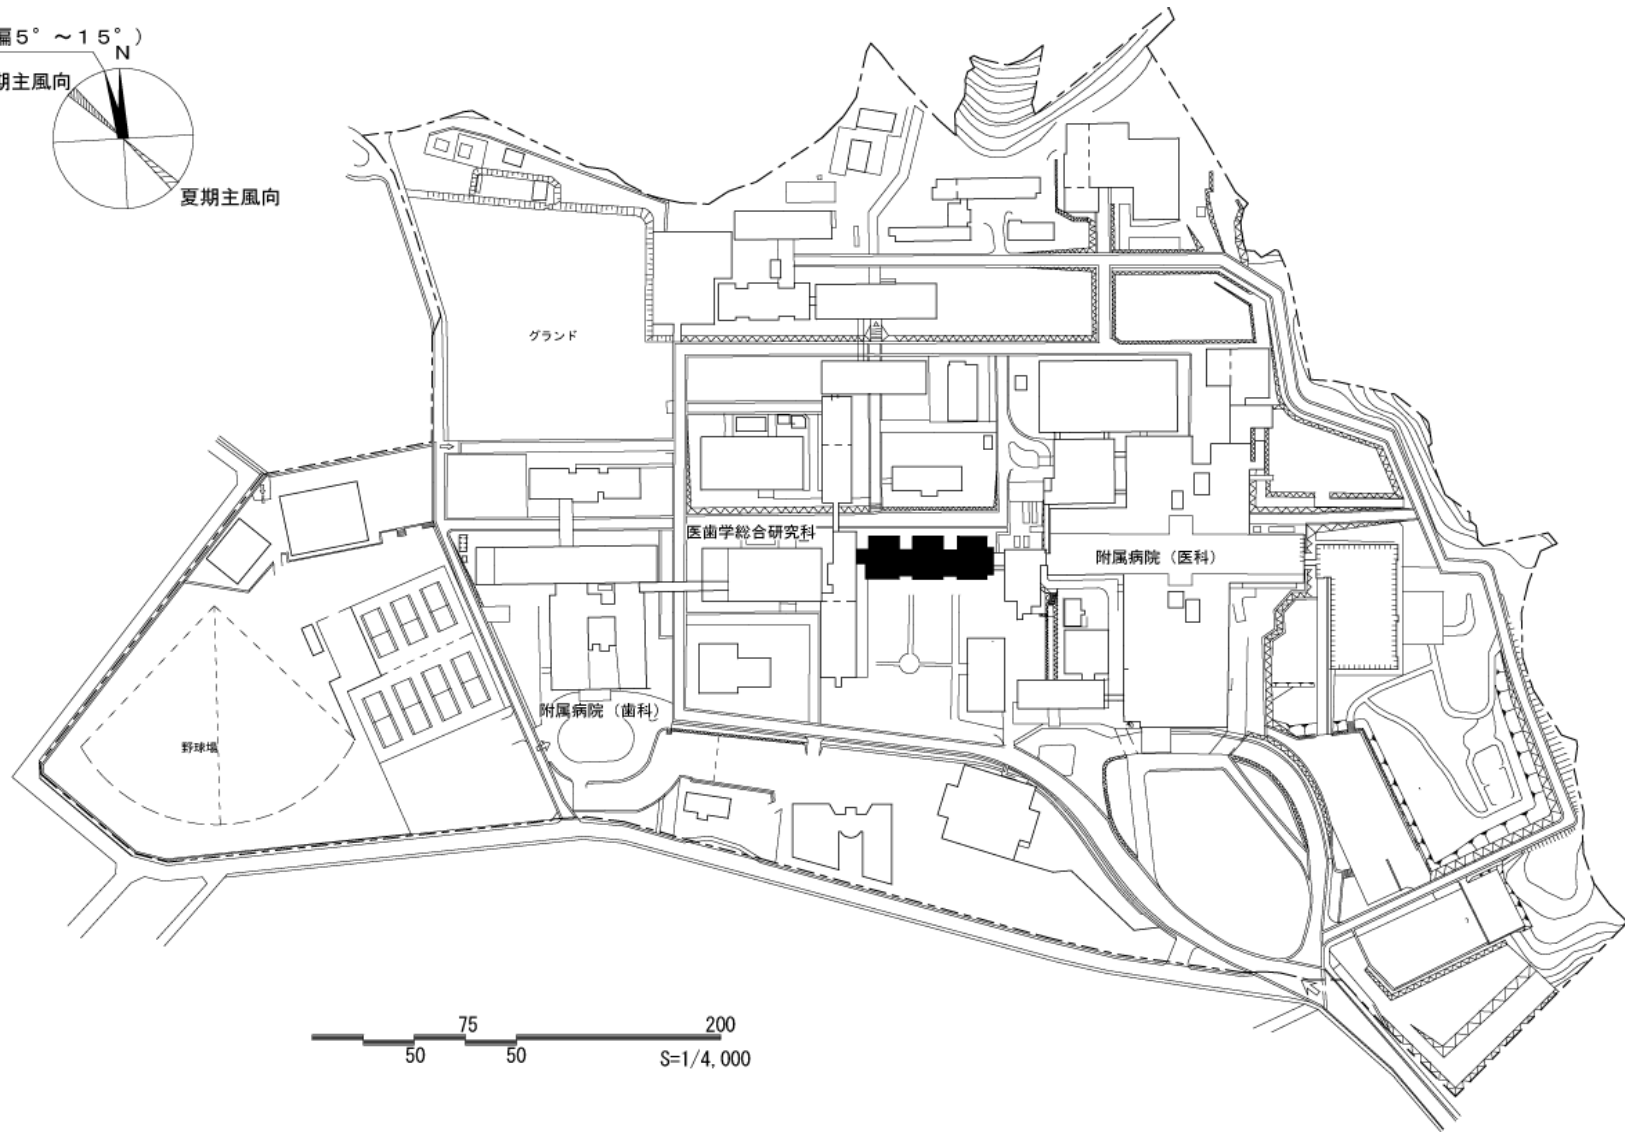 偏5°～15°)
N
期主風向
夏期主風向
グランド
医歯学総合研究科
附属病院（医科）
附属病院（歯科）
野球場
75
200
50
50
S=1/4,000